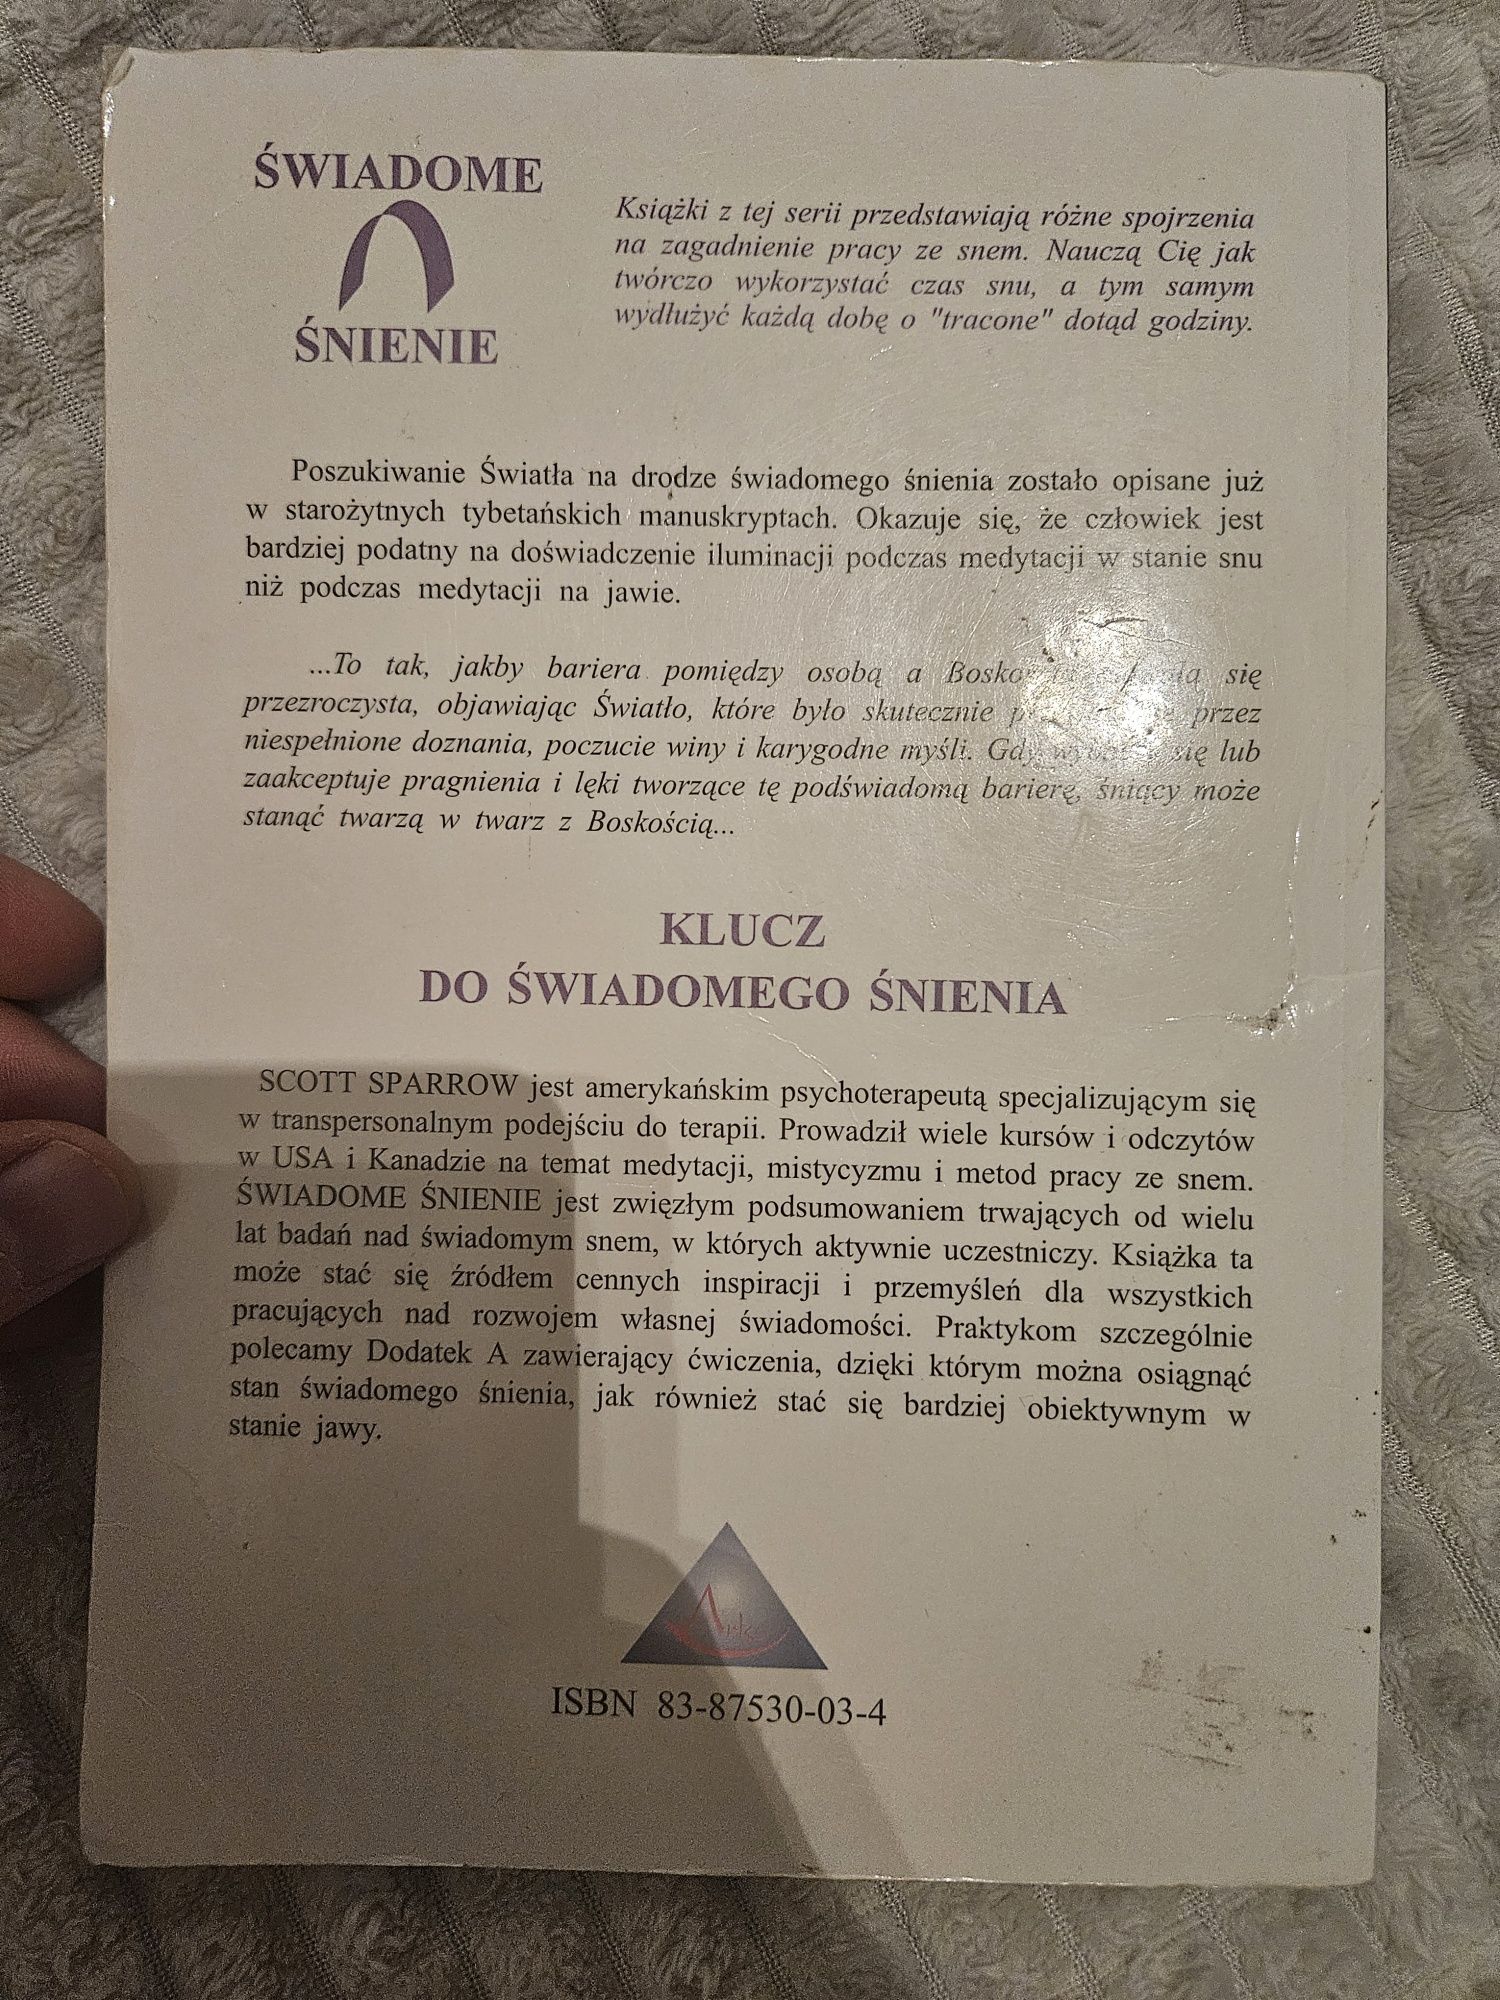 ŚWIADOME
ŚNIENIE
Książki z tej serii przedstawiają różne spojrzenia
na zagadnienie pracy ze snem. Nauczą Cię jak
twórczo wykorzystać czas snu, a tym samym
wydłużyć każdą dobę o "tracone" dotąd godziny.
Poszukiwanie Światła na drodze świadomego śnienia zostało opisane już
w starożytnych tybetańskich manuskryptach. Okazuje się, że człowiek jest
bardziej podatny na doświadczenie iluminacji podczas medytacji w stanie snu
niż podczas medytacji na jawie.
...To tak, jakby bariera pomiędzy osobą a się
przezroczysta, objawiając Światło, które było skutecznie przez
niespełnione doznania, poczucie winy i karygodne myśli. Gdy się lub
zaakceptuje pragnienia i lęki tworzące tę podświadomą barierę, śniący może
stanąć twarzą w twarz z Boskością...
KLUCZ
DO ŚWIADOMEGO ŚNIENIA
SCOTT SPARROW jest amerykańskim psychoterapeutą specjalizującym się
w transpersonalnym podejściu do terapii. Prowadził wiele kursów i odczytów
w USA i Kanadzie na temat medytacji, mistycyzmu i metod pracy ze snem.
ŚWIADOME ŚNIENIE jest zwięzłym podsumowaniem trwających od wielu
lat badań nad świadomym snem, w których aktywnie uczestniczy. Książka ta
może stać się źródłem cennych inspiracji i przemyśleń dla wszystkich
pracujących nad rozwojem własnej świadomości. Praktykom szczególnie
polecamy Dodatek A zawierający ćwiczenia, dzięki którym można osiągnąć
stan świadomego śnienia, jak również stać się bardziej obiektywnym w
stanie jawy.
ISBN 83-87530-03-4